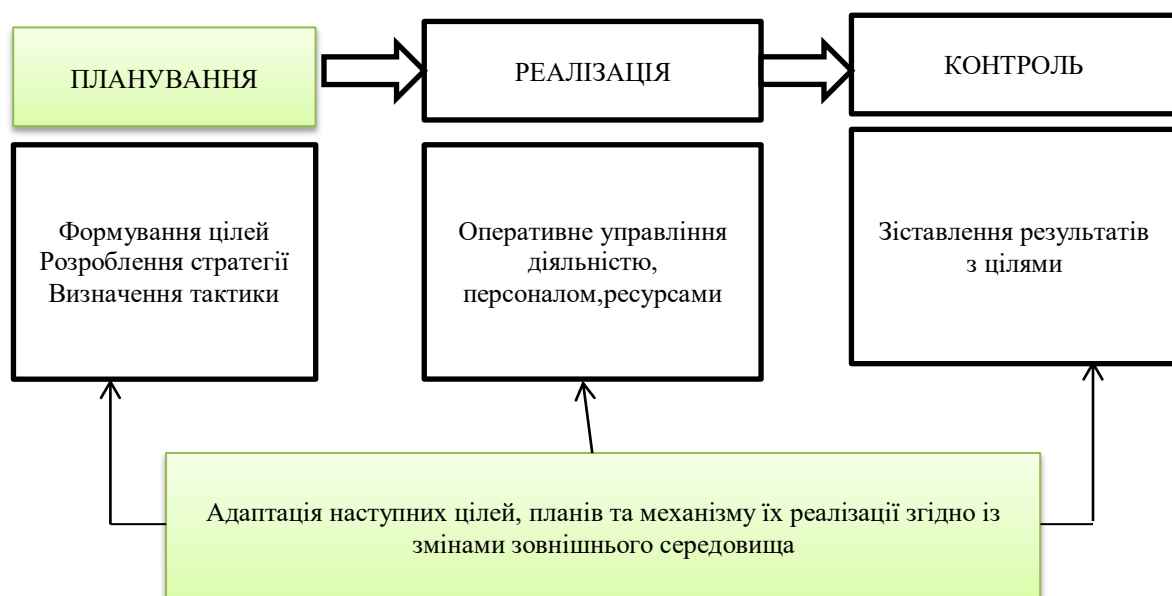 ПЛАНУВАННЯ
РЕАЛІЗАЦІЯ
КОНТРОЛЬ
Формування цілей
Розроблення стратегії
Визначення тактики
Оперативне управління
діяльністю,
персоналом,ресурсами
Зіставлення результатів
з цілями
Адаптація наступних цілей, планів та механізму їх реалізації згідно із
змінами зовнішнього середовища